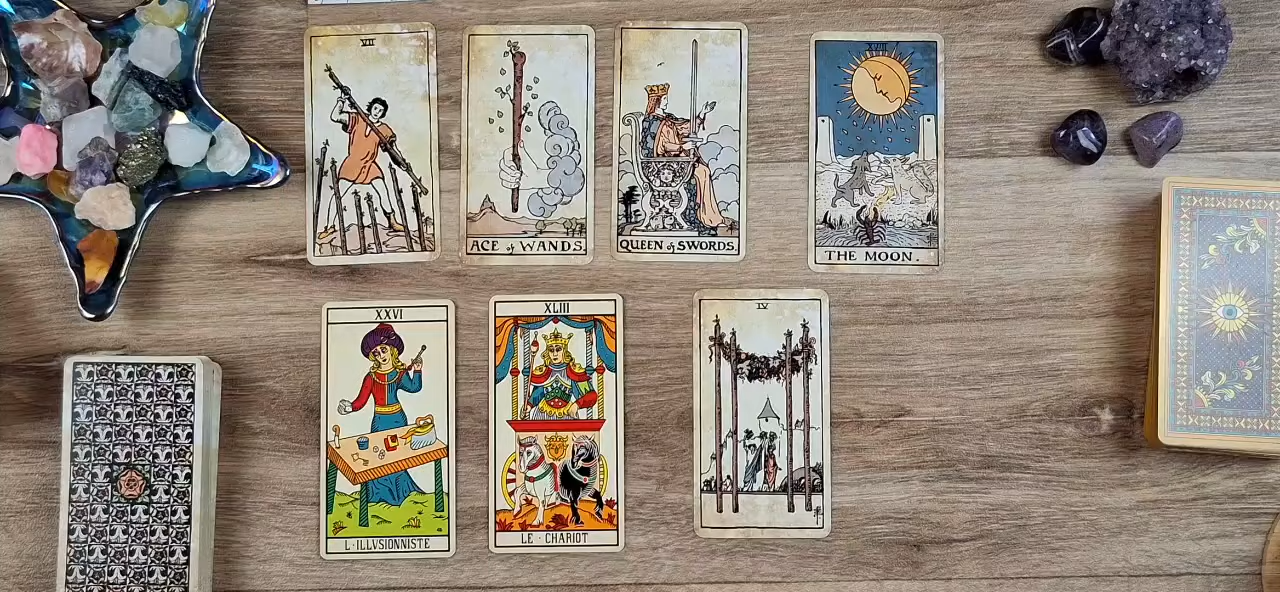 VII
ACE of WANDS.
QUEEN of SWORDS.
XVIII
THE MOON.
XXVI
L·ILLVSIONNISTE
XLIII
LE·CHARIOT
IV